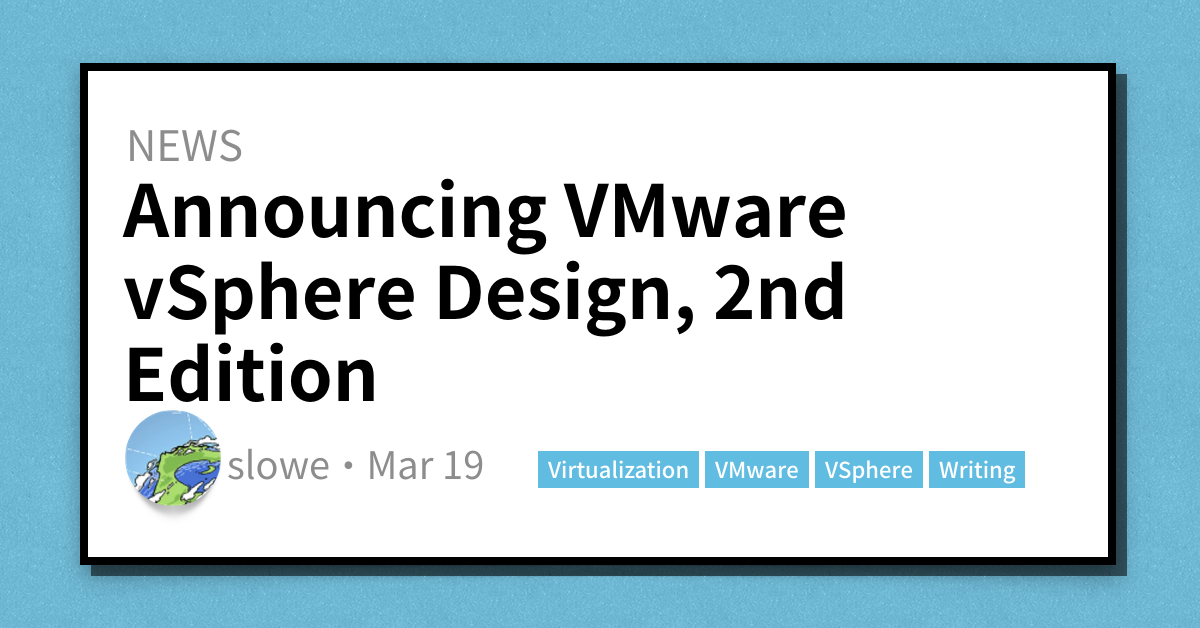 NEWS
Announcing VMware
vSphere Design, 2nd
Edition
slowe • Mar 19
Virtualization VMware VSphere Writing